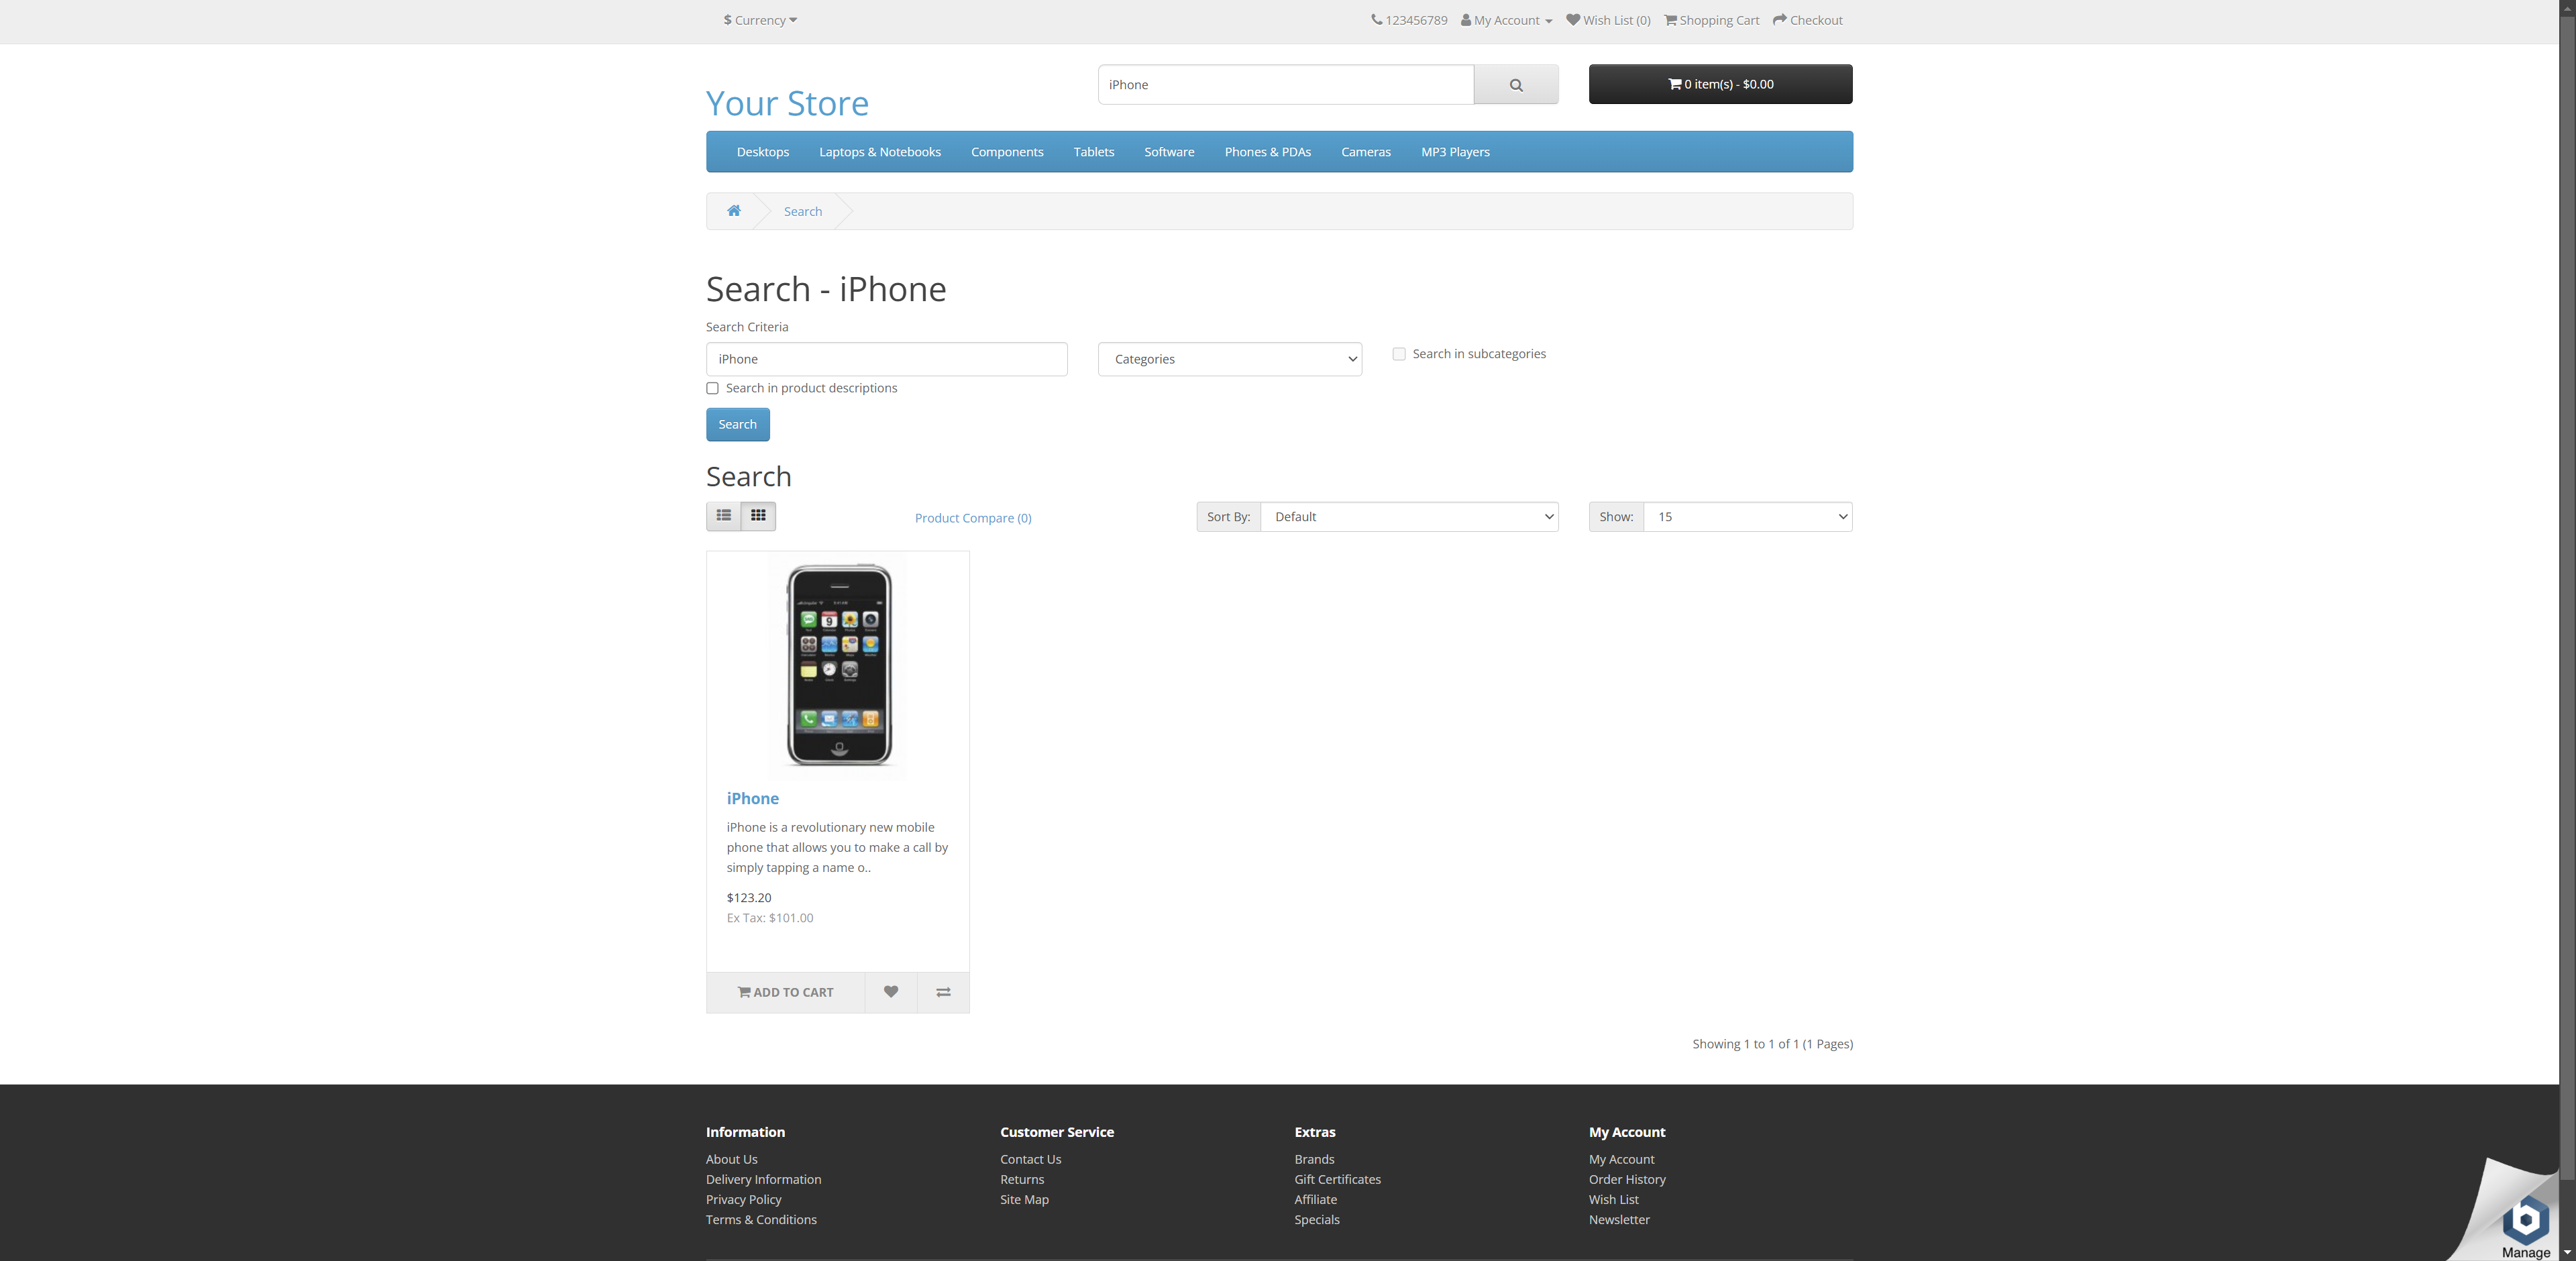 $ Currency
123456789 My Account Wish List (0) Shopping Cart Checkout
Your Store
iPhone
0 item(s) - $0.00
Desktops Laptops & Notebooks Components Tablets Software Phones & PDAs Cameras MP3 Players
Search
Search - iPhone
Search Criteria
iPhone
Categories
Search in subcategories
Search in product descriptions
Search
Search
Product Compare (0)
Sort By: Default
Show: 15
iPhone
iPhone is a revolutionary new mobile
phone that allows you to make a call by
simply tapping a name o..
$123.20
Ex Tax: $101.00
ADD TO CART
Showing 1 to 1 of 1 (1 Pages)
Information
About Us
Delivery Information
Privacy Policy
Terms & Conditions
Customer Service
Contact Us
Returns
Site Map
Extras
Brands
Gift Certificates
Affiliate
Specials
My Account
My Account
Order History
Wish List
Newsletter
Manage